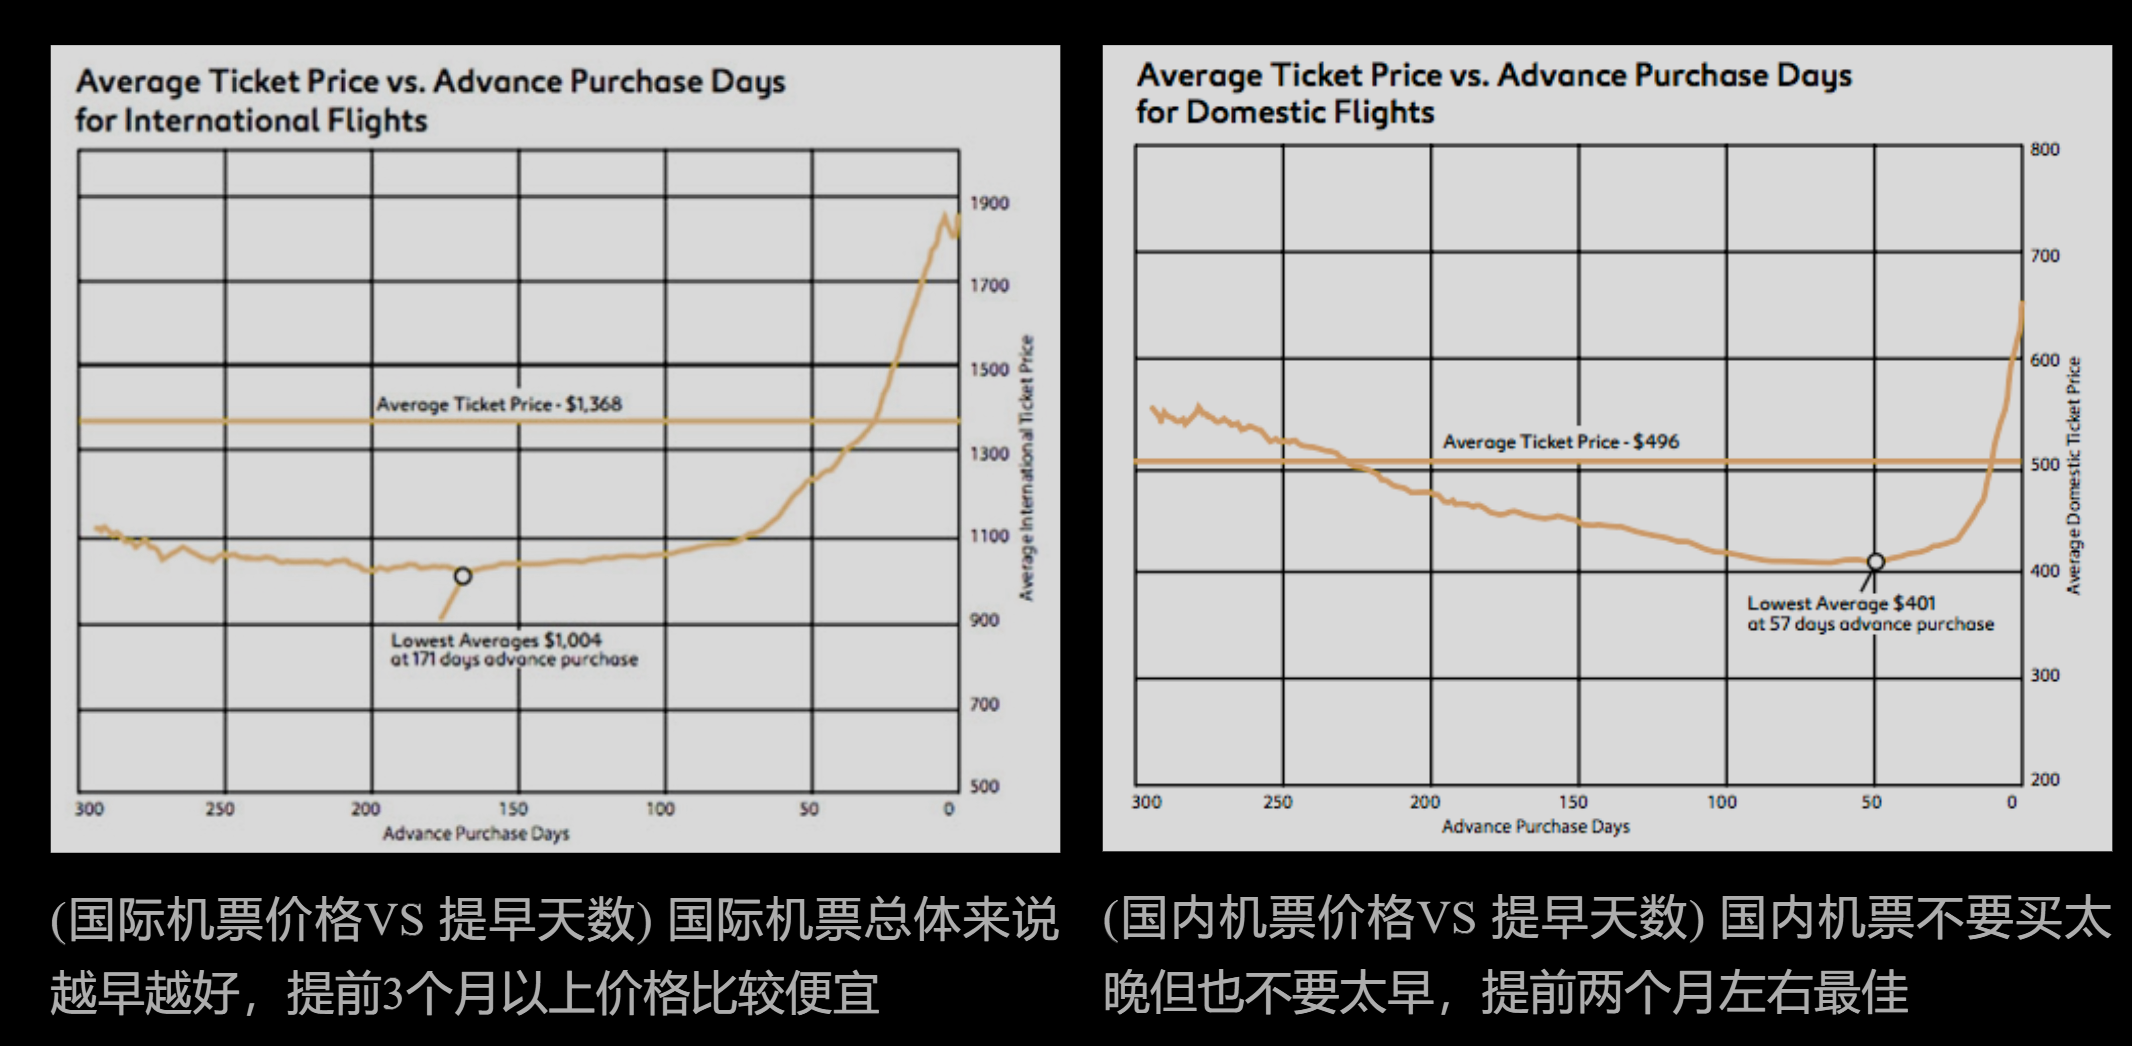 Average Ticket Price vs. Advance Purchase Days
for International Flights
1900
1700
1500
1300
1100
900
700
500
Average International Ticket Price
Average Ticket Price - $1,368
Lowest Averages $1,004
at 171 days advance purchase
300 250 200 150 100 50 0
Advance Purchase Days
(国际机票价格VS 提早天数) 国际机票总体来说
越早越好，提前3个月以上价格比较便宜
Average Ticket Price vs. Advance Purchase Days
for Domestic Flights
800
700
600
500
400
300
200
Average Domestic Ticket Price
Average Ticket Price - $496
Lowest Average $401
at 57 days advance purchase
300 250 200 150 100 50 0
Advance Purchase Days
(国内机票价格VS 提早天数) 国内机票不要买太
晚但也不要太早，提前两个月左右最佳